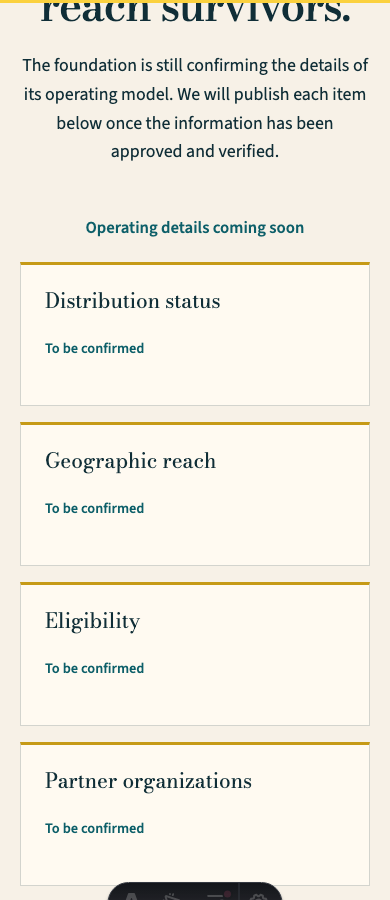 reach survivors.
The foundation is still confirming the details of
its operating model. We will publish each item
below once the information has been
approved and verified.
Operating details coming soon
Distribution status
To be confirmed
Geographic reach
To be confirmed
Eligibility
To be confirmed
Partner organizations
To be confirmed